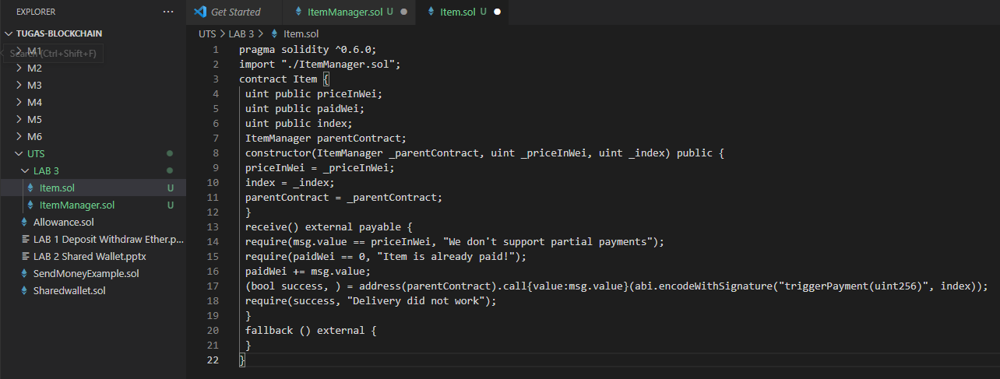 EXPLORER
...
TUGAS-BLOCKCHAIN
M1
Search (Ctrl+Shift+F)
M2
M3
M4
M5
M6
UTS
LAB 3
Item.sol U
ItemManager.sol U
Allowance.sol
LAB 1 Deposit Withdraw Ether.p...
LAB 2 Shared Wallet.pptx
SendMoneyExample.sol
Sharedwallet.sol
Get Started
ItemManager.sol U
Item.sol U
UTS > LAB 3 > Item.sol
1 pragma solidity ^0.6.0;
2 import "./ItemManager.sol";
3 contract Item {
4 uint public priceInWei;
5 uint public paidWei;
6 uint public index;
7 ItemManager parentContract;
8 constructor(ItemManager _parentContract, uint _priceInWei, uint _index) public {
9 priceInWei = _priceInWei;
10 index = _index;
11 parentContract = _parentContract;
12 }
13 receive() external payable {
14 require(msg.value == priceInWei, "We don't support partial payments");
15 require(paidWei == 0, "Item is already paid!");
16 paidWei += msg.value;
17 (bool success, ) = address(parentContract).call{value:msg.value}(abi.encodeWithSignature("triggerPayment(uint256)", index));
18 require(success, "Delivery did not work");
19 }
20 fallback () external {
21 }
22 }